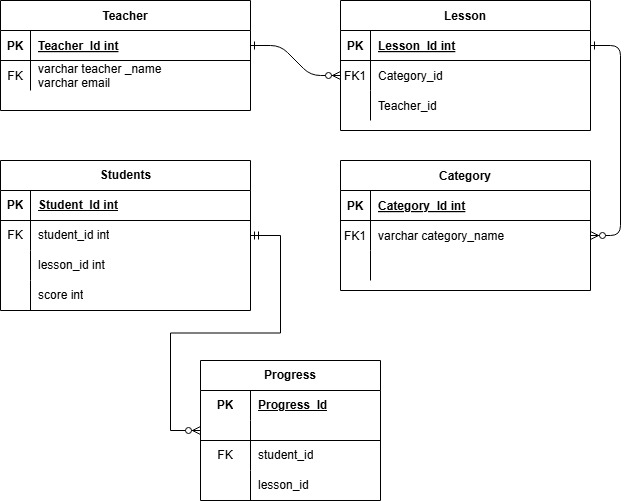 Teacher
PK Teacher_Id int
FK varchar teacher _name
varchar email
Lesson
PK Lesson_Id int
FK1 Category_id
Teacher_id
Students
PK Student_Id int
FK student_id int
lesson_id int
score int
Category
PK Category_Id int
FK1 varchar category_name
Progress
PK Progress_Id
FK student_id
lesson_id